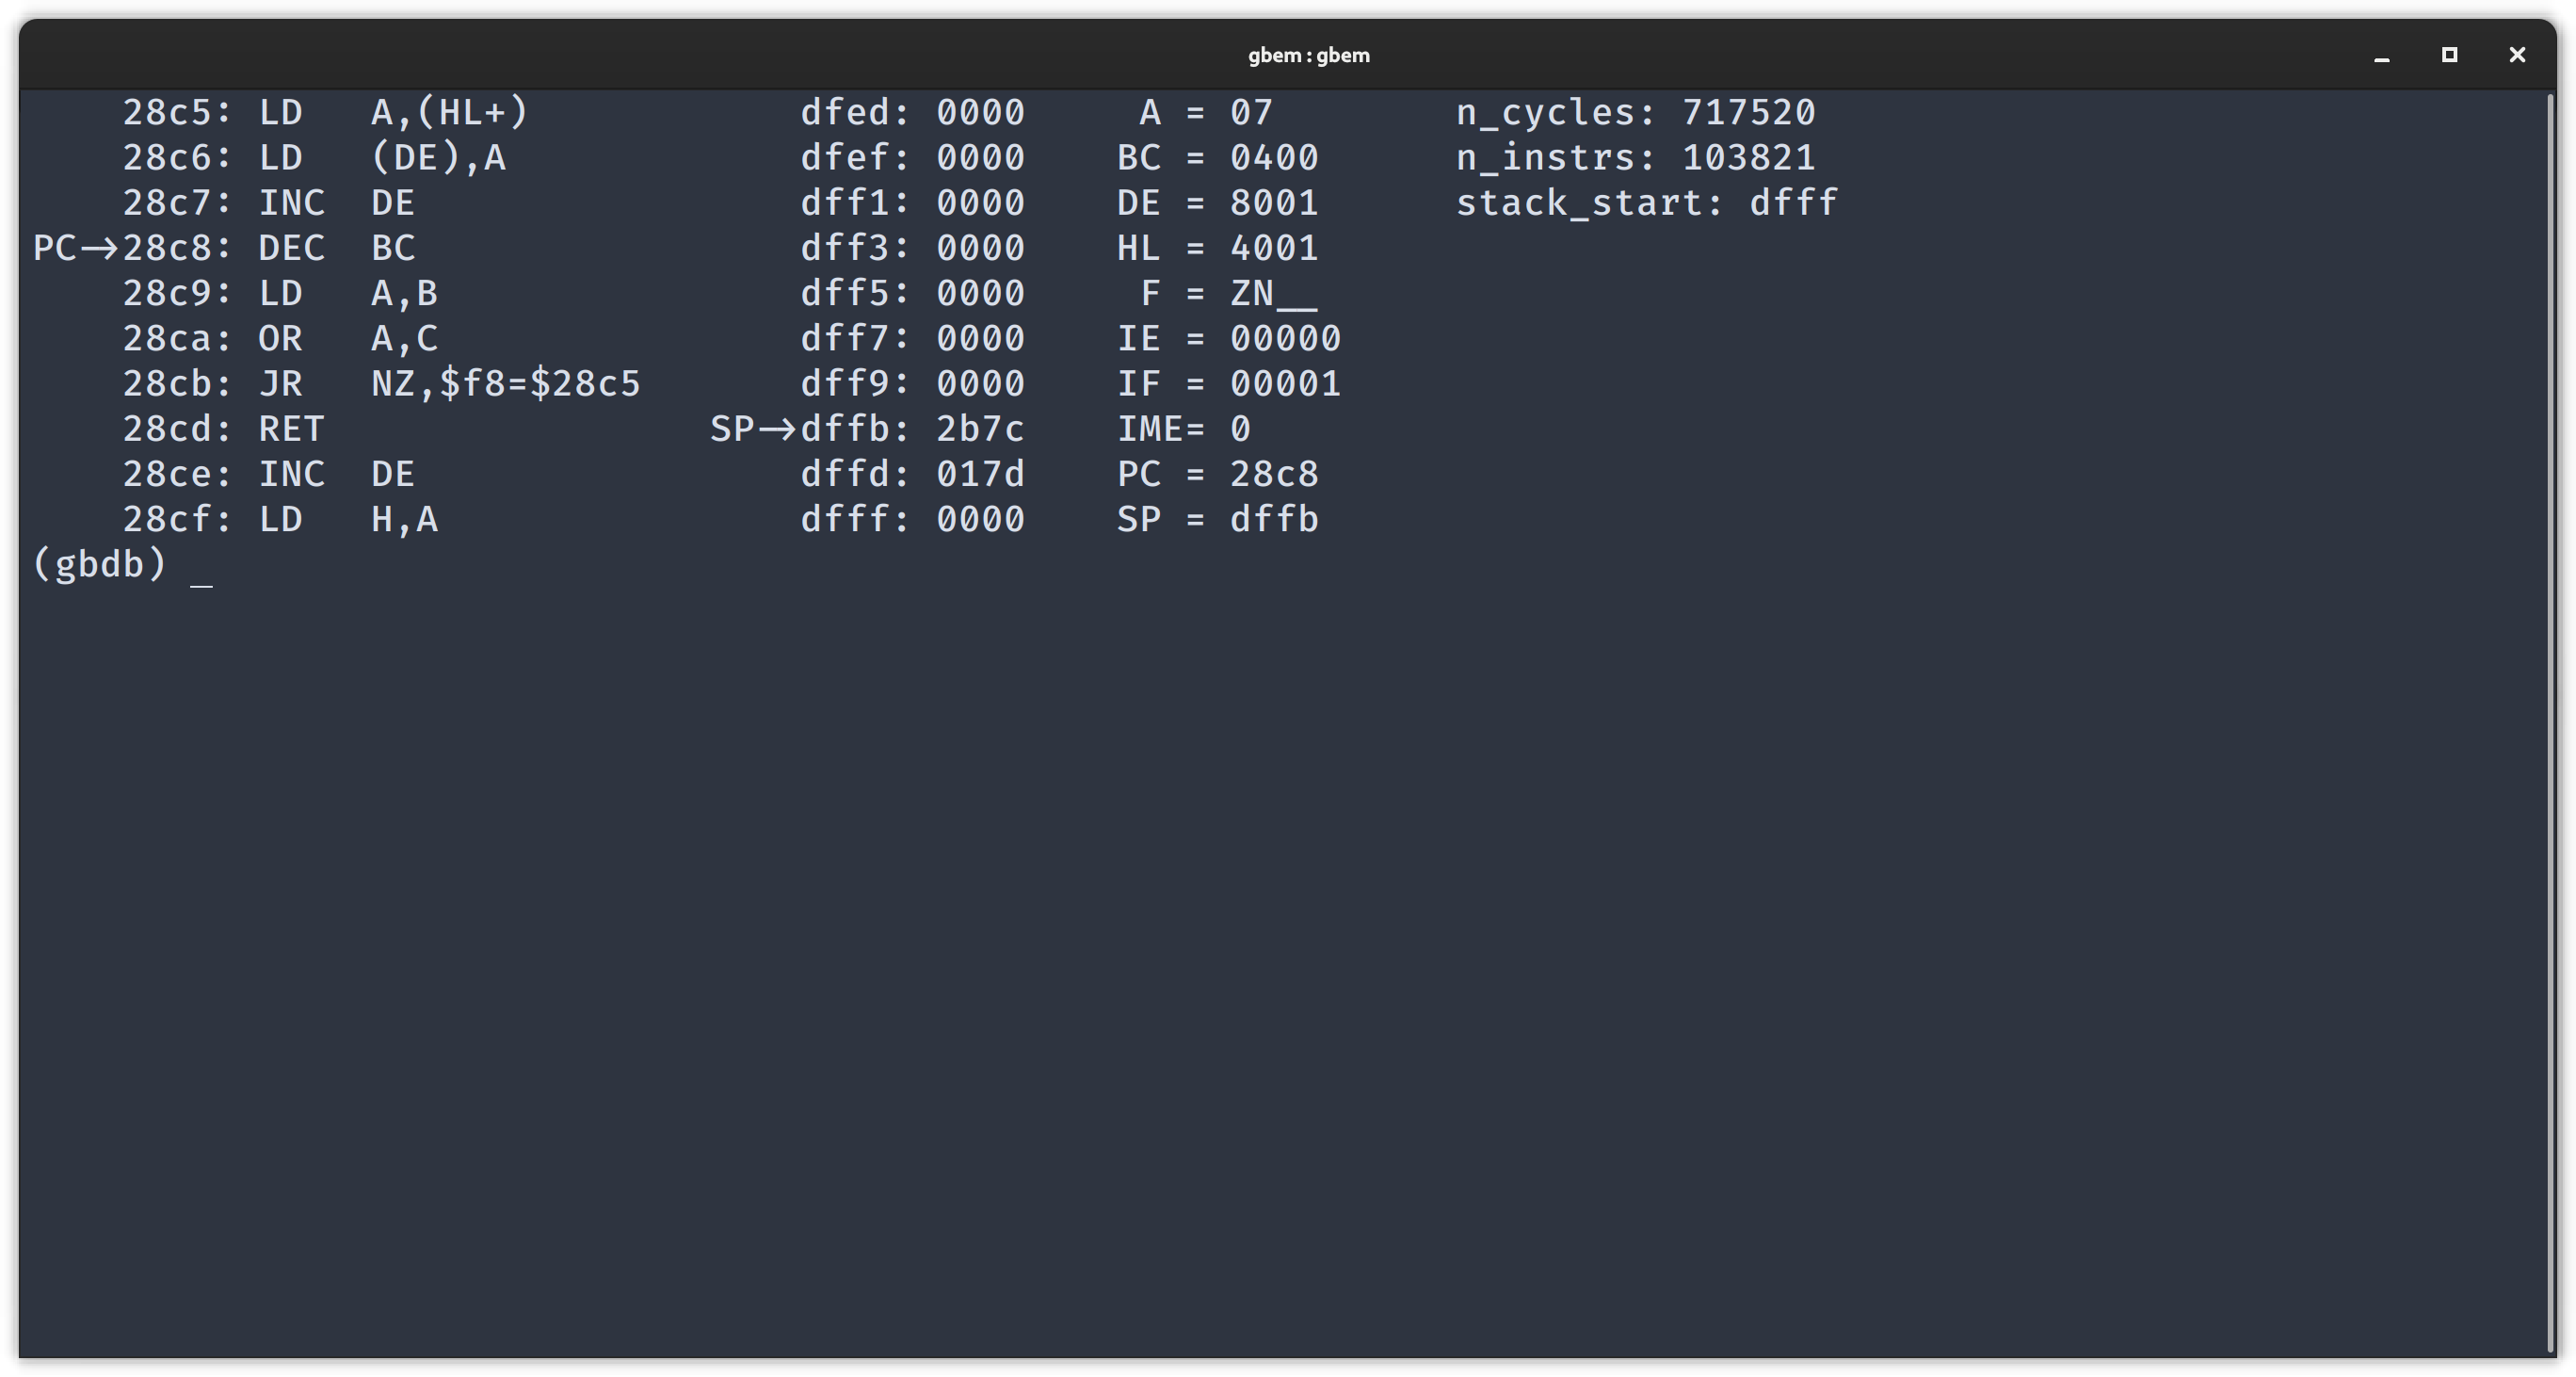 gbem : gbem
    28c5: LD   A,(HL+)            dfed: 0000     A = 07        n_cycles: 717520
    28c6: LD   (DE),A             dfef: 0000    BC = 0400      n_instrs: 103821
    28c7: INC  DE                 dff1: 0000    DE = 8001      stack_start: dfff
PC→28c8: DEC  BC                 dff3: 0000    HL = 4001
    28c9: LD   A,B                dff5: 0000     F = ZN__
    28ca: OR   A,C                dff7: 0000    IE = 00000
    28cb: JR   NZ,$f8=$28c5       dff9: 0000    IF = 00001
    28cd: RET                 SP→dffb: 2b7c    IME= 0
    28ce: INC  DE                 dffd: 017d    PC = 28c8
    28cf: LD   H,A                dfff: 0000    SP = dffb
(gbdb) _